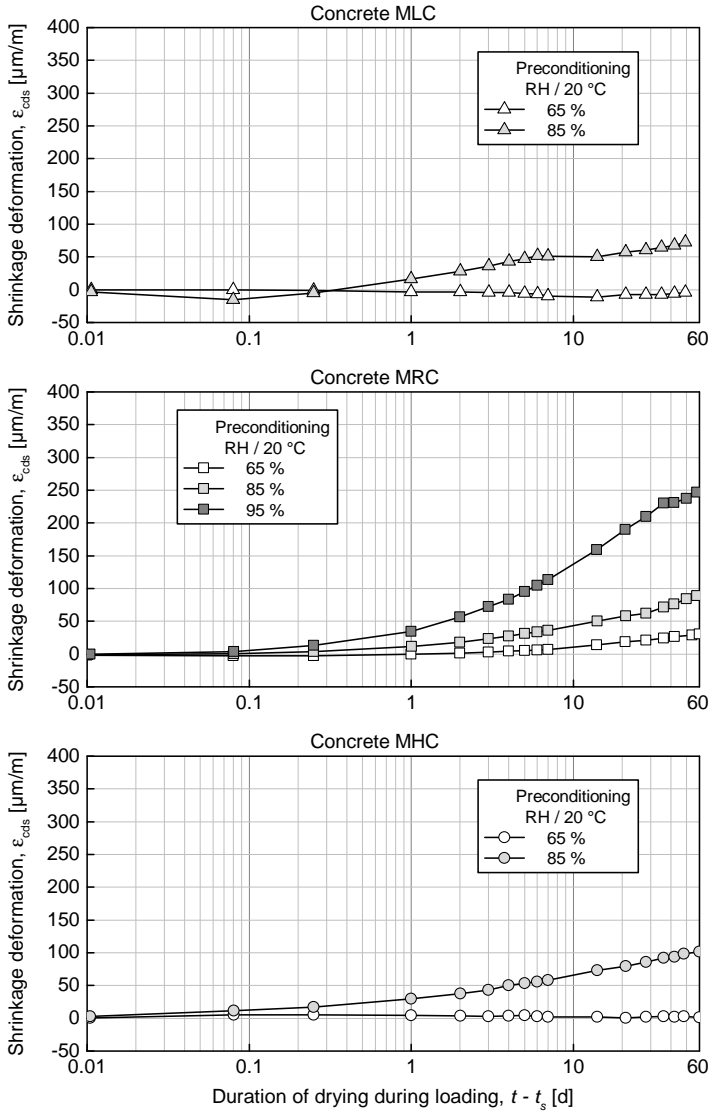 Concrete MLC
Shrinkage deformation, εcds [µm/m]
400
350
300
250
200
150
100
50
0
-50
Preconditioning
RH / 20 °C
65 %
85 %
0.01 0.1 1 10 60
Concrete MRC
Shrinkage deformation, εcds [µm/m]
400
350
300
250
200
150
100
50
0
-50
Preconditioning
RH / 20 °C
65 %
85 %
95 %
0.01 0.1 1 10 60
Concrete MHC
Shrinkage deformation, εcds [µm/m]
400
350
300
250
200
150
100
50
0
-50
Preconditioning
RH / 20 °C
65 %
85 %
0.01 0.1 1 10 60
Duration of drying during loading, t - ts [d]